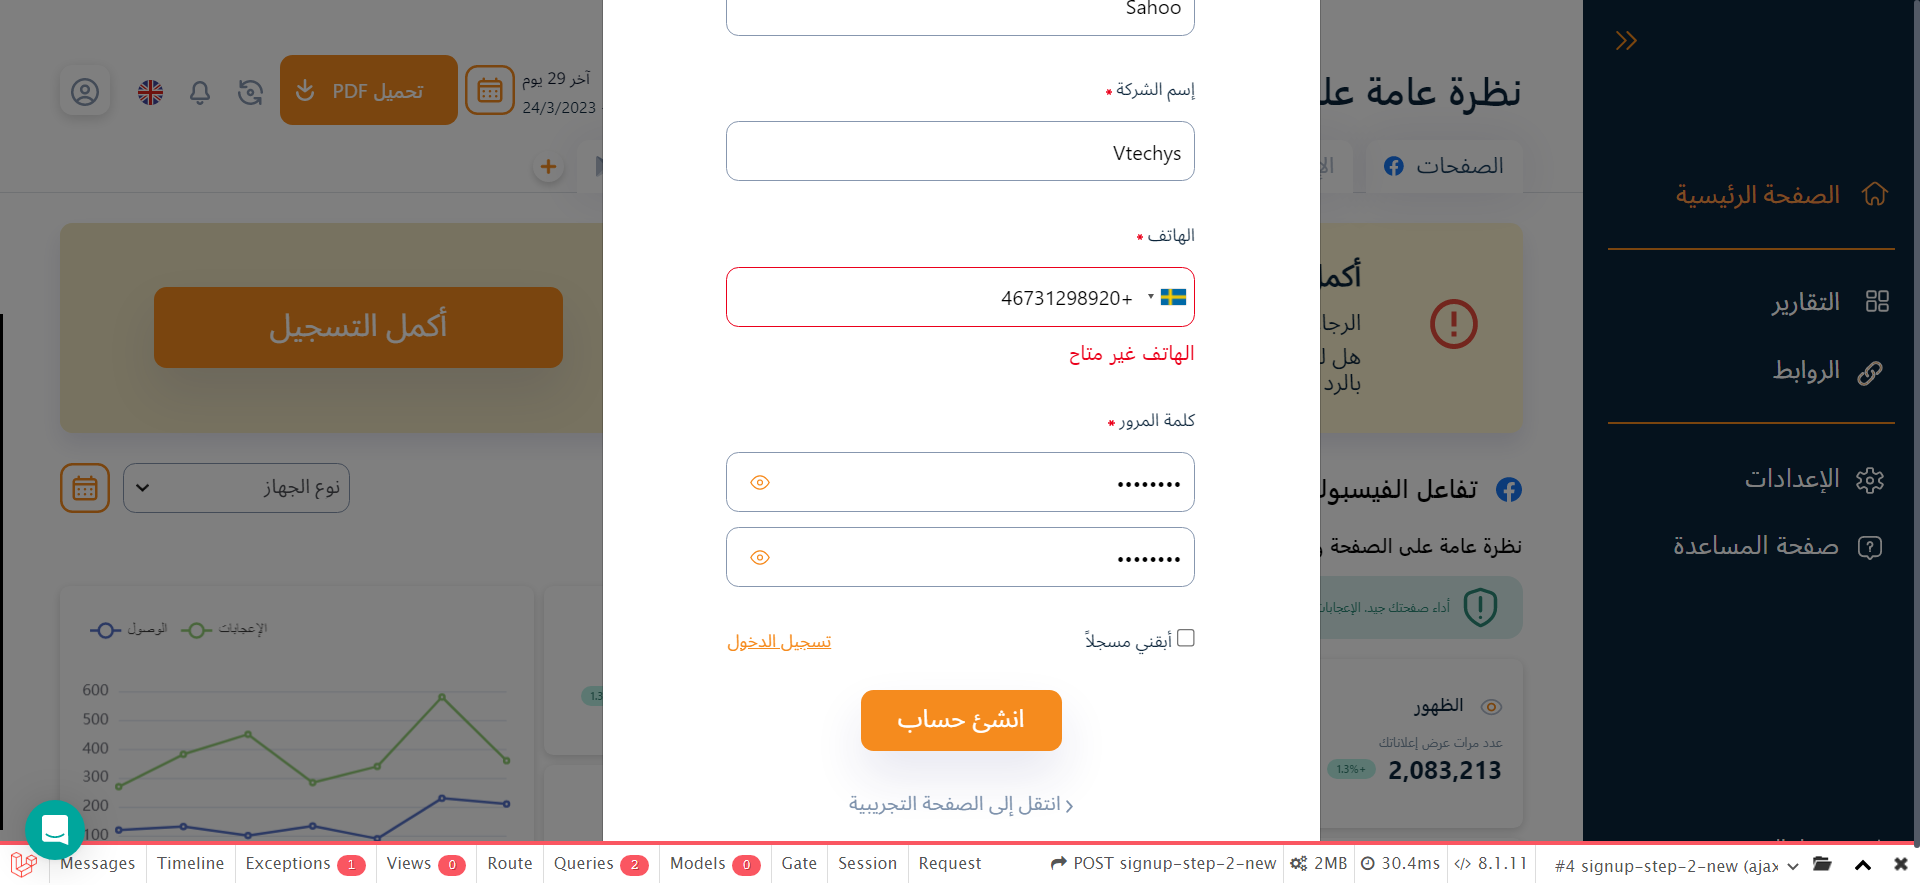 الصفحة الرئيسية
التقارير
الروابط
الإعدادات
صفحة المساعدة
نظرة عامة علـ
آخر 29 يوم
24/3/2023
تحميل PDF
الصفحات
الإ
أكمل
الرجا
بالرد
أكمل التسجيل
تفاعل الفيسبوك
نوع الجهاز
نظرة عامة على الصفحة و
أداء صفحتك جيد. الإعجابات
الظهور
عدد مرات عرض إعلاناتك
2,083,213
+1.3%
الإعجابات
الوصول
600
500
400
300
200
100
1.3
Sahoo
إسم الشركة *
Vtechys
الهاتف *
+46731298920
الهاتف غير متاح
كلمة المرور *
••••••••
••••••••
أبقني مسجلاً
تسجيل الدخول
انشئ حساب
انتقل إلى الصفحة التجريبية
Messages Timeline Exceptions 1 Views 0 Route Queries 2 Models 0 Gate Session Request POST signup-step-2-new 2MB 30.4ms 8.1.11 #4 signup-step-2-new (ajax